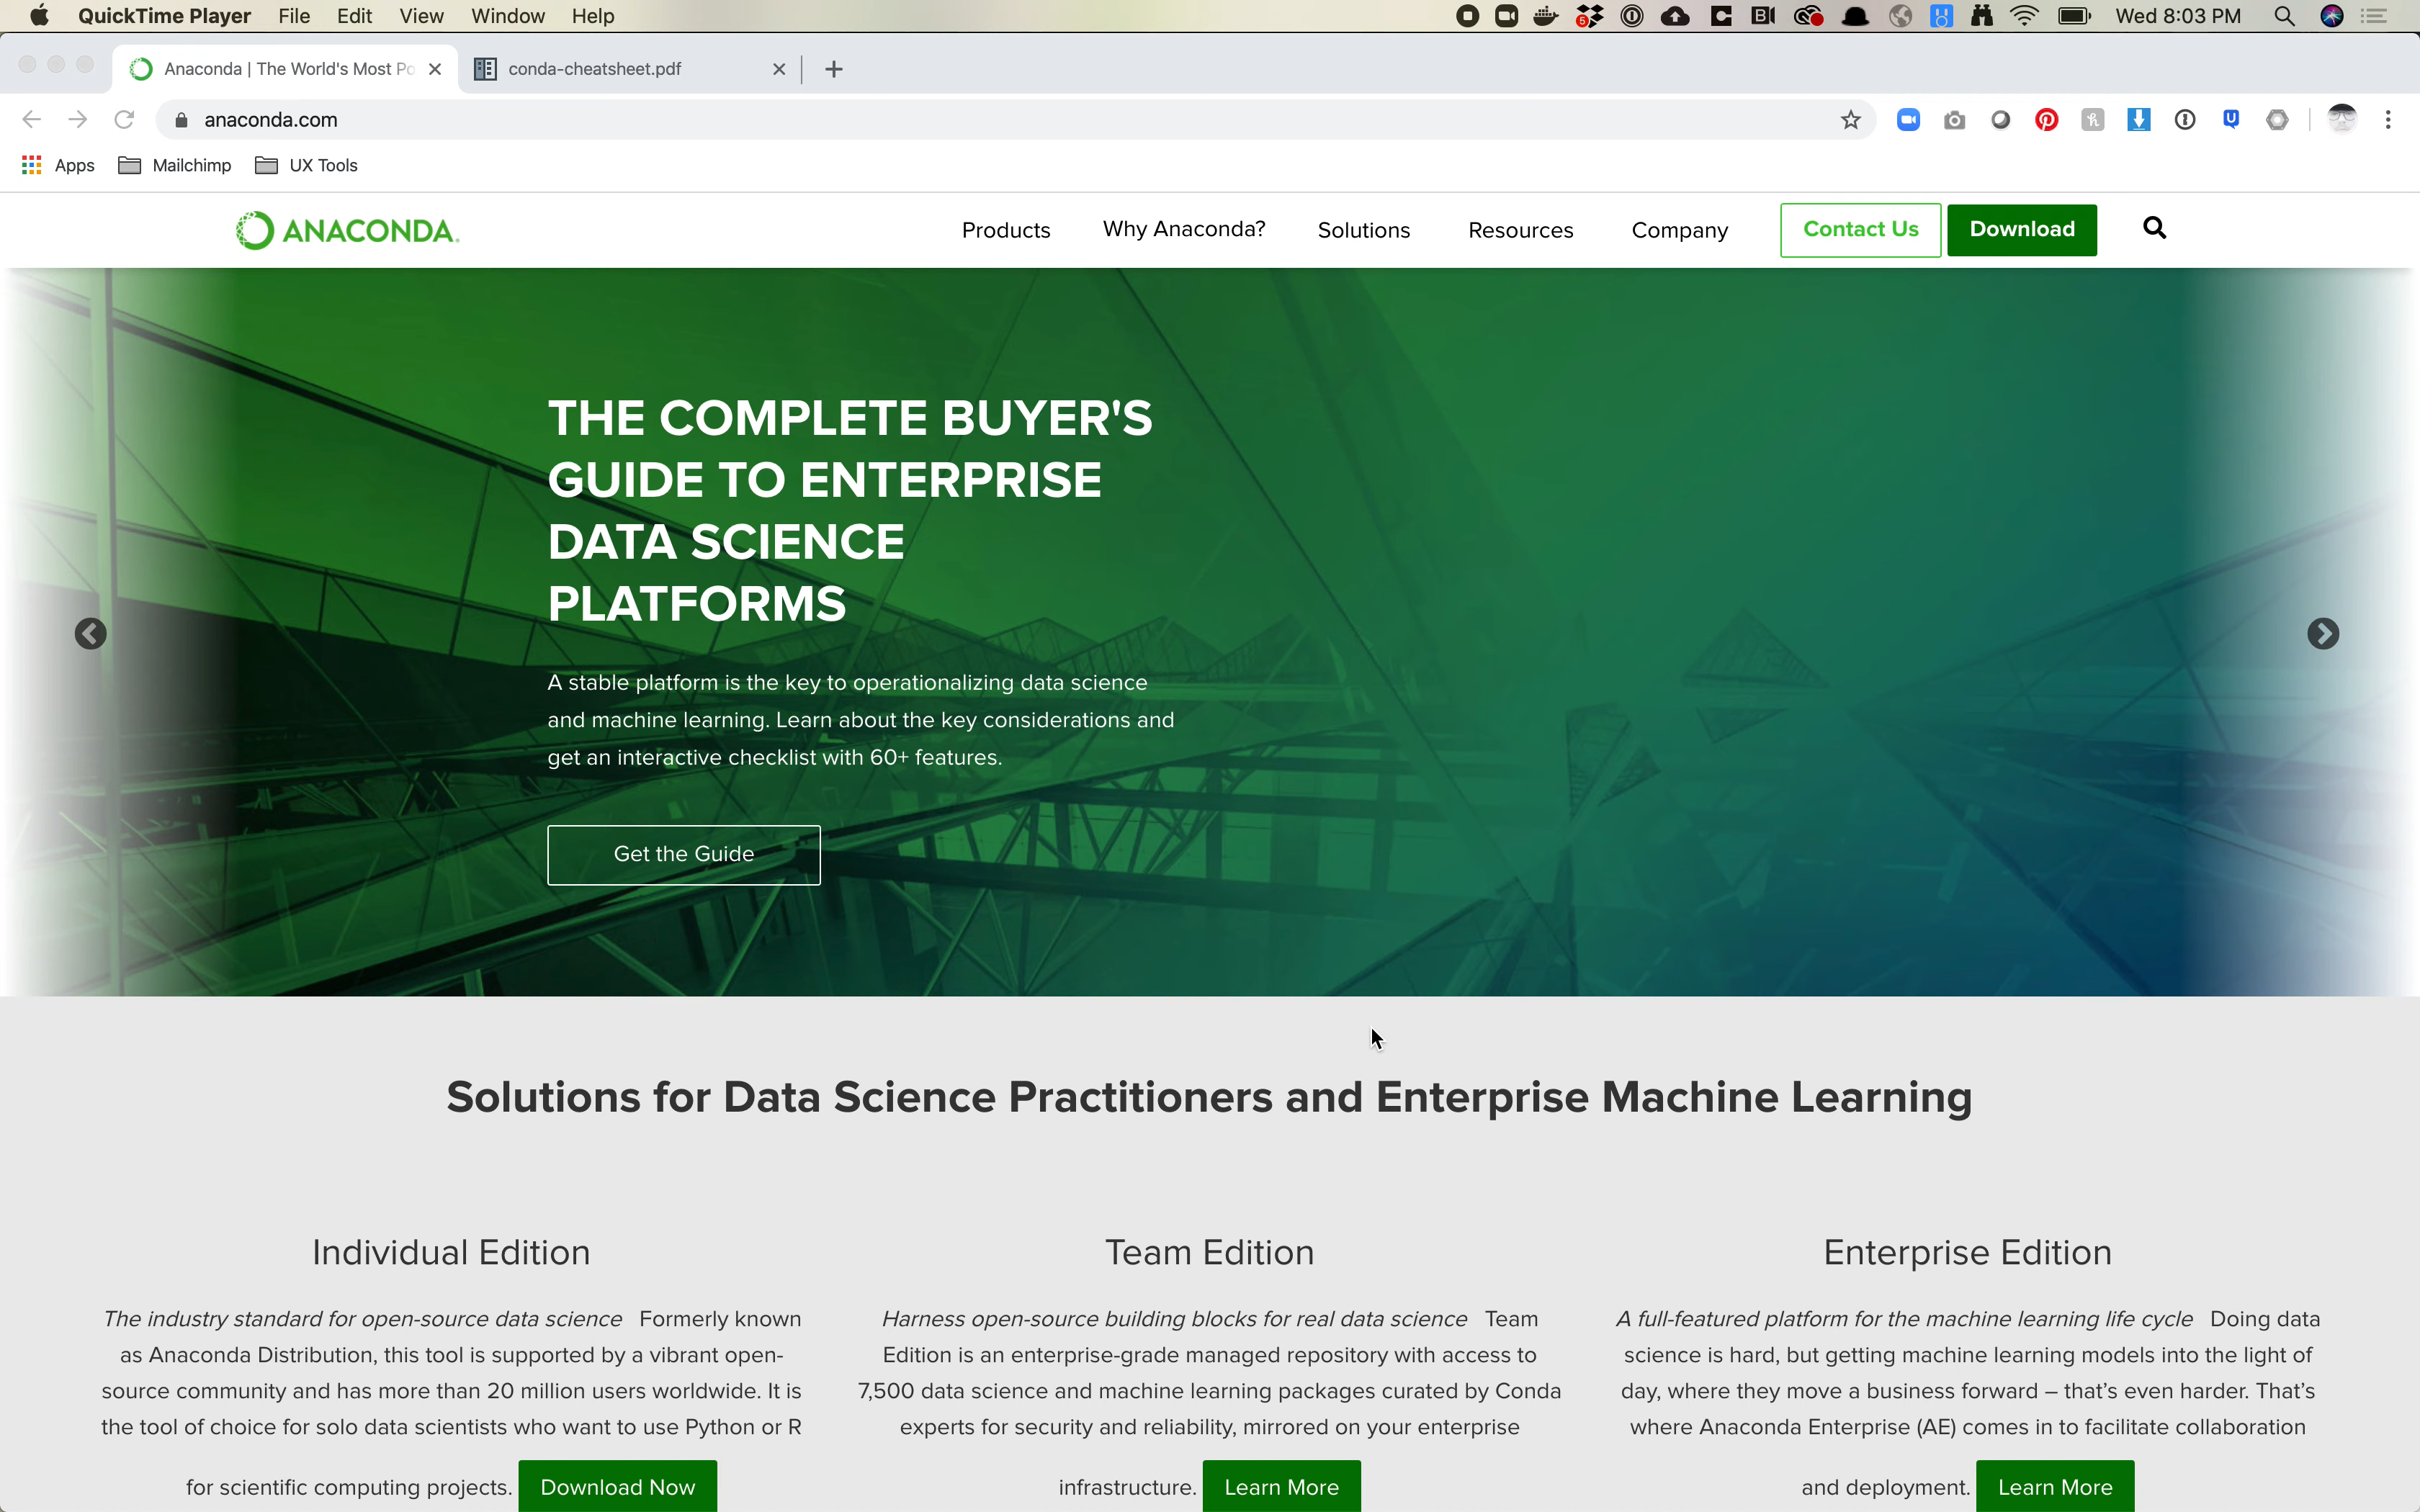 QuickTime Player File Edit View Window Help
5 Wed 8:03 PM
Anaconda | The World's Most Po
conda-cheatsheet.pdf
anaconda.com
Apps Mailchimp UX Tools
ANACONDA.
Products Why Anaconda? Solutions Resources Company Contact Us Download
THE COMPLETE BUYER'S
GUIDE TO ENTERPRISE
DATA SCIENCE
PLATFORMS
A stable platform is the key to operationalizing data science
and machine learning. Learn about the key considerations and
get an interactive checklist with 60+ features.
Get the Guide
Solutions for Data Science Practitioners and Enterprise Machine Learning
Individual Edition
The industry standard for open-source data science Formerly known
as Anaconda Distribution, this tool is supported by a vibrant open-
source community and has more than 20 million users worldwide. It is
the tool of choice for solo data scientists who want to use Python or R
for scientific computing projects. Download Now
Team Edition
Harness open-source building blocks for real data science Team
Edition is an enterprise-grade managed repository with access to
7,500 data science and machine learning packages curated by Conda
experts for security and reliability, mirrored on your enterprise
infrastructure. Learn More
Enterprise Edition
A full-featured platform for the machine learning life cycle Doing data
science is hard, but getting machine learning models into the light of
day, where they move a business forward – that's even harder. That's
where Anaconda Enterprise (AE) comes in to facilitate collaboration
and deployment. Learn More